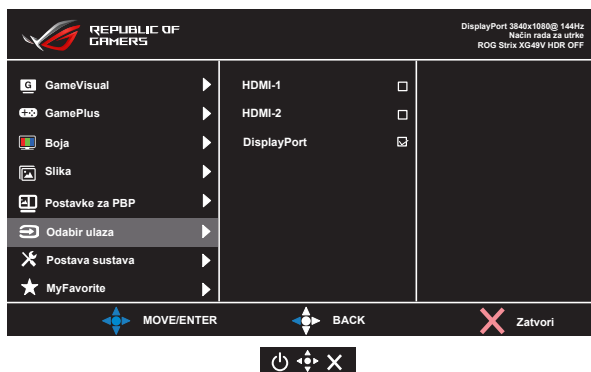 REPUBLIC OF
GAMERS
DisplayPort 3840x1080@ 144Hz
Način rada za utrke
ROG Strix XG49V HDR OFF
G GameVisual
GamePlus
Boja
Slika
Postavke za PBP
Odabir ulaza
Postava sustava
MyFavorite
HDMI-1
HDMI-2
DisplayPort
MOVE/ENTER
BACK
Zatvori